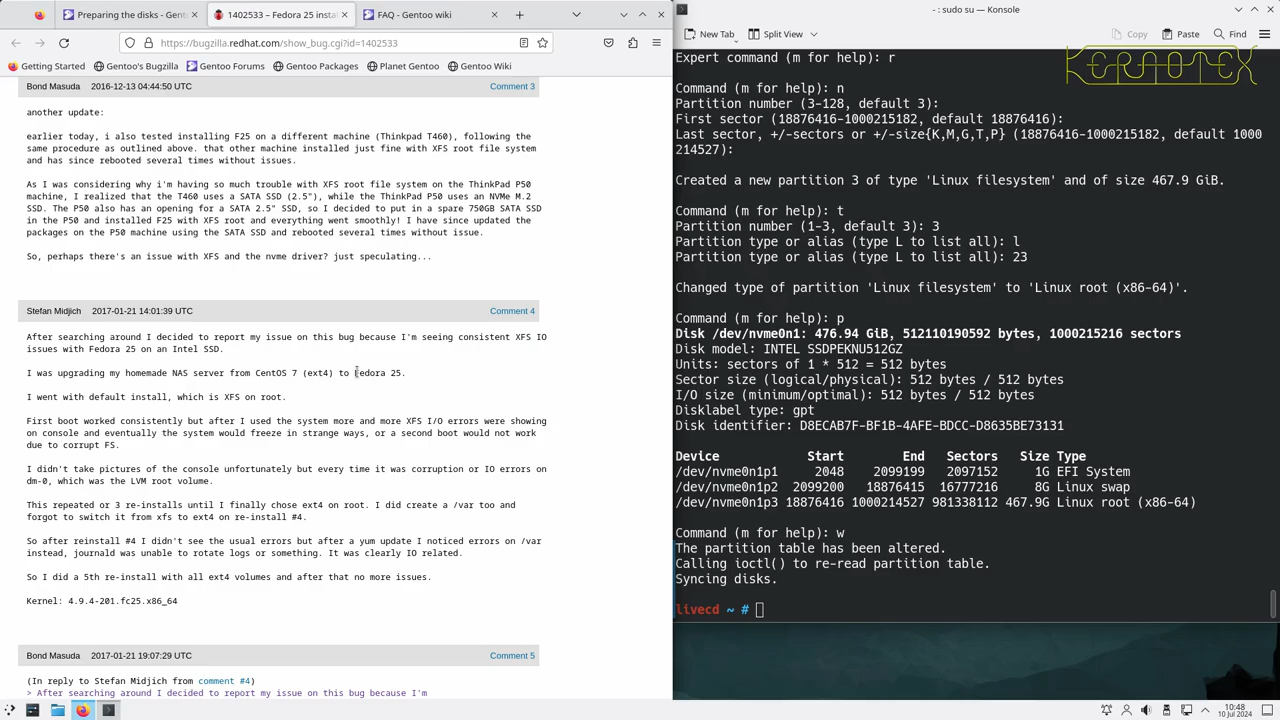 Preparing the disks - Gentoo
1402533 – Fedora 25 insta
FAQ - Gentoo wiki
https://bugzilla.redhat.com/show_bug.cgi?id=1402533
Getting Started
Gentoo's Bugzilla
Gentoo Forums
Gentoo Packages
Planet Gentoo
Gentoo Wiki
Bond Masuda 2016-12-13 04:44:50 UTC
Comment 3
another update:
earlier today, i also tested installing F25 on a different machine (Thinkpad T460), following the
same procedure as outlined above. that other machine installed just fine with XFS root file system
and has since rebooted several times without issues.
As I was considering why i'm having so much trouble with XFS root file system on the ThinkPad P50
machine, I realized that the T460 uses a SATA SSD (2.5"), while the ThinkPad P50 uses an NVMe M.2
SSD. The P50 also has an opening for a SATA 2.5" SSD, so I decided to put in a spare 750GB SATA SSD
in the P50 and installed F25 with XFS root and everything went smoothly! I have since updated the
packages on the P50 machine using the SATA SSD and rebooted several times without issue.
So, perhaps there's an issue with XFS and the nvme driver? just speculating...
Stefan Midjich 2017-01-21 14:01:39 UTC
Comment 4
After searching around I decided to report my issue on this bug because I'm seeing consistent XFS IO
issues with Fedora 25 on an Intel SSD.
I was upgrading my homemade NAS server from CentOS 7 (ext4) to Fedora 25.
I went with default install, which is XFS on root.
First boot worked consistently but after I used the system more and more XFS I/O errors were showing
on console and eventually the system would freeze in strange ways, or a second boot would not work
due to corrupt FS.
I didn't take pictures of the console unfortunately but every time it was corruption or IO errors on
dm-0, which was the LVM root volume.
This repeated or 3 re-installs until I finally chose ext4 on root. I did create a /var too and
forgot to switch it from xfs to ext4 on re-install #4.
So after reinstall #4 I didn't see the usual errors but after a yum update I noticed errors on /var
instead, journald was unable to rotate logs or something. It was clearly IO related.
So I did a 5th re-install with all ext4 volumes and after that no more issues.
Kernel: 4.9.4-201.fc25.x86_64
Bond Masuda 2017-01-21 19:07:29 UTC
Comment 5
(In reply to Stefan Midjich from comment #4)
> After searching around I decided to report my issue on this bug because I'm
- : sudo su — Konsole
New Tab
Split View
Copy
Paste
Find
KERNOTEX
Expert command (m for help): r
Command (m for help): n
Partition number (3-128, default 3):
First sector (18876416-1000215182, default 18876416):
Last sector, +/-sectors or +/-size{K,M,G,T,P} (18876416-1000215182, default 1000
214527):
Created a new partition 3 of type 'Linux filesystem' and of size 467.9 GiB.
Command (m for help): t
Partition number (1-3, default 3): 3
Partition type or alias (type L to list all): l
Partition type or alias (type L to list all): 23
Changed type of partition 'Linux filesystem' to 'Linux root (x86-64)'.
Command (m for help): p
Disk /dev/nvme0n1: 476.94 GiB, 512110190592 bytes, 1000215216 sectors
Disk model: INTEL SSDPEKNU512GZ
Units: sectors of 1 * 512 = 512 bytes
Sector size (logical/physical): 512 bytes / 512 bytes
I/O size (minimum/optimal): 512 bytes / 512 bytes
Disklabel type: gpt
Disk identifier: D8ECAB7F-BF1B-4AFE-BDCC-D8635BE73131
Device Start End Sectors Size Type
/dev/nvme0n1p1 2048 2099199 2097152 1G EFI System
/dev/nvme0n1p2 2099200 18876415 16777216 8G Linux swap
/dev/nvme0n1p3 18876416 1000214527 981338112 467.9G Linux root (x86-64)
Command (m for help): w
The partition table has been altered.
Calling ioctl() to re-read partition table.
Syncing disks.
livecd ~ #
10:48
10 Jul 2024